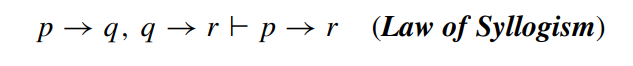 p → q, q → r ⊢ p → r (Law of Syllogism)